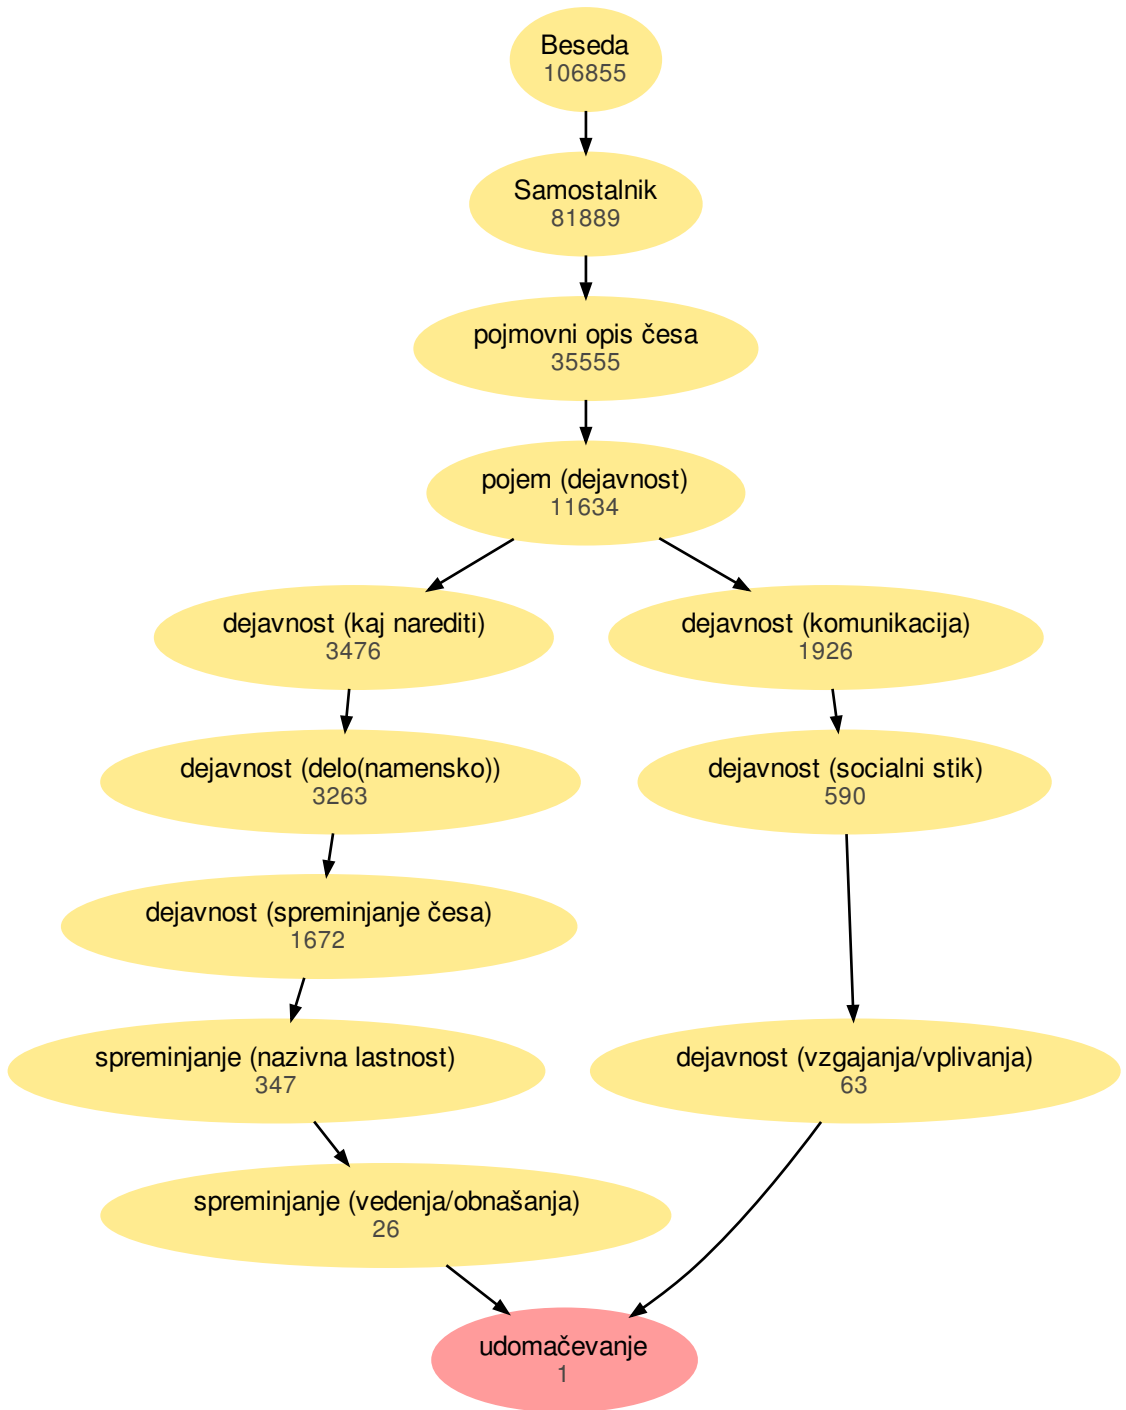 Beseda
106855
Samostalnik
81889
pojmovni opis česa
35555
pojem (dejavnost)
11634
dejavnost (kaj narediti)
3476
dejavnost (komunikacija)
1926
dejavnost (delo(namensko))
3263
dejavnost (socialni stik)
590
dejavnost (spreminjanje česa)
1672
spreminjanje (nazivna lastnost)
347
dejavnost (vzgajanja/vplivanja)
63
spreminjanje (vedenja/obnašanja)
26
udomačevanje
1